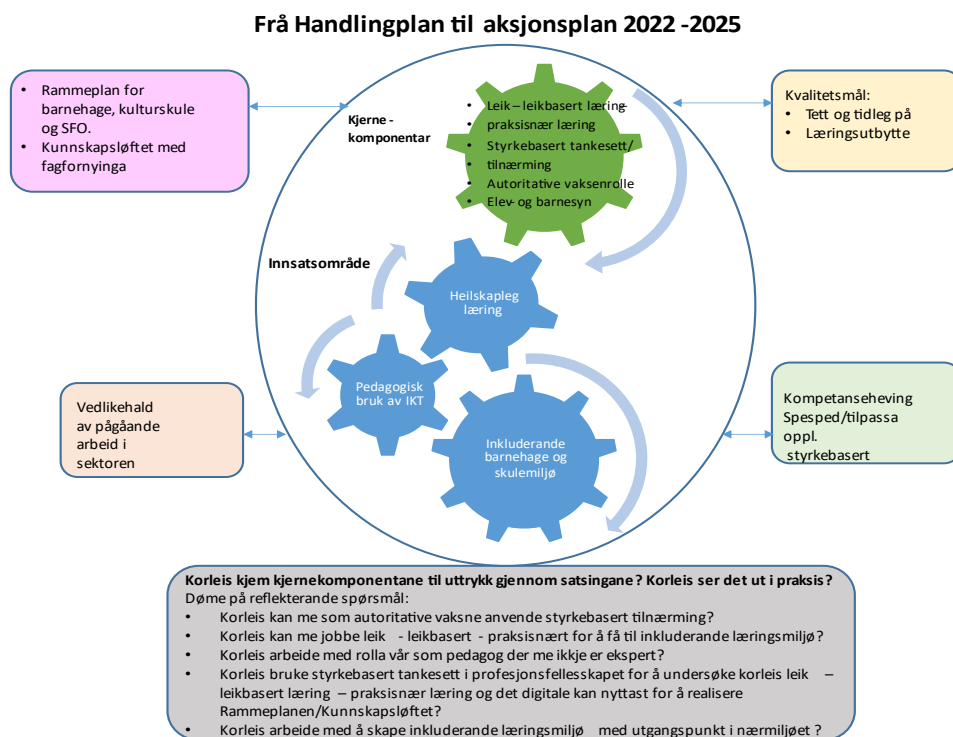 Frå Handlingplan til aksjonsplan 2022 -2025
• Rammeplan for
barnehage, kulturskule
og SFO.
• Kunnskapsløftet med
fagfornyinga
Kjerne -
komponentar
• Leik – leikbasert læring-
• praksisnær læring
• Styrkebasert tankesett/
• tilnærming
• Autoritative vaksenrolle
• Elev- og barnesyn
Kvalitetsmål:
• Tett og tidleg på
• Læringsutbytte
Innsatsområde
Heilskapleg
læring
Pedagogisk
bruk av IKT
Inkluderande
barnehage og
skulemiljø
Vedlikehald
av pågåande
arbeid i
sektoren
Kompetanseheving
Spesped/tilpassa
oppl.
styrkebasert
Korleis kjem kjernekomponentane til uttrykk gjennom satsingane? Korleis ser det ut i praksis?
Døme på reflekterande spørsmål:
• Korleis kan me som autoritative vaksne anvende styrkebasert tilnærming?
• Korleis kan me jobbe leik - leikbasert - praksisnært for å få til inkluderande læringsmiljø?
• Korleis arbeide med rolla vår som pedagog der me ikkje er ekspert?
• Korleis bruke styrkebasert tankesett i profesjonsfellesskapet for å undersøke korleis leik –
leikbasert læring – praksisnær læring og det digitale kan nyttast for å realisere
Rammeplanen/Kunnskapsløftet?
• Korleis arbeide med å skape inkluderande læringsmiljø med utgangspunkt i nærmiljøet ?